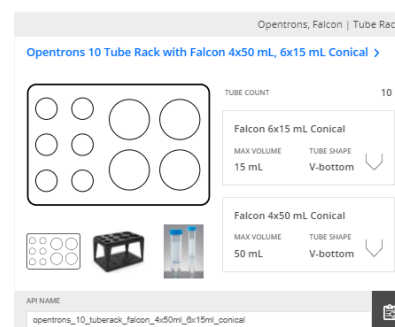 Opentrons, Falcon | Tube Rac
Opentrons 10 Tube Rack with Falcon 4x50 mL, 6x15 mL Conical >
TUBE COUNT 10
Falcon 6x15 mL Conical
MAX VOLUME TUBE SHAPE
15 mL V-bottom
Falcon 4x50 mL Conical
MAX VOLUME TUBE SHAPE
50 mL V-bottom
API NAME
opentrons_10_tuberack_falcon_4x50ml_6x15ml_conical